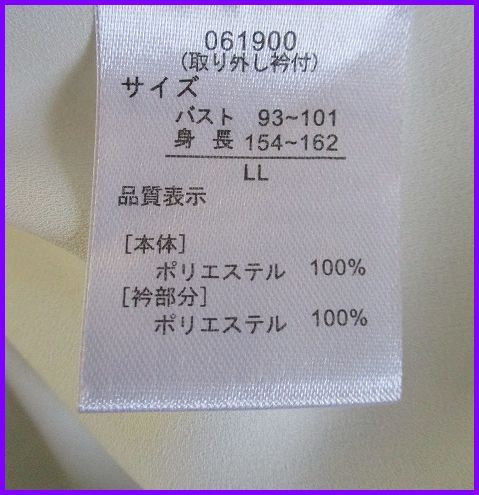 061900
(取り外し衿付)
サイズ
バスト 93~101
身長 154~162
LL
品質表示
[本体]
ポリエステル 100%
[衿部分]
ポリエステル 100%